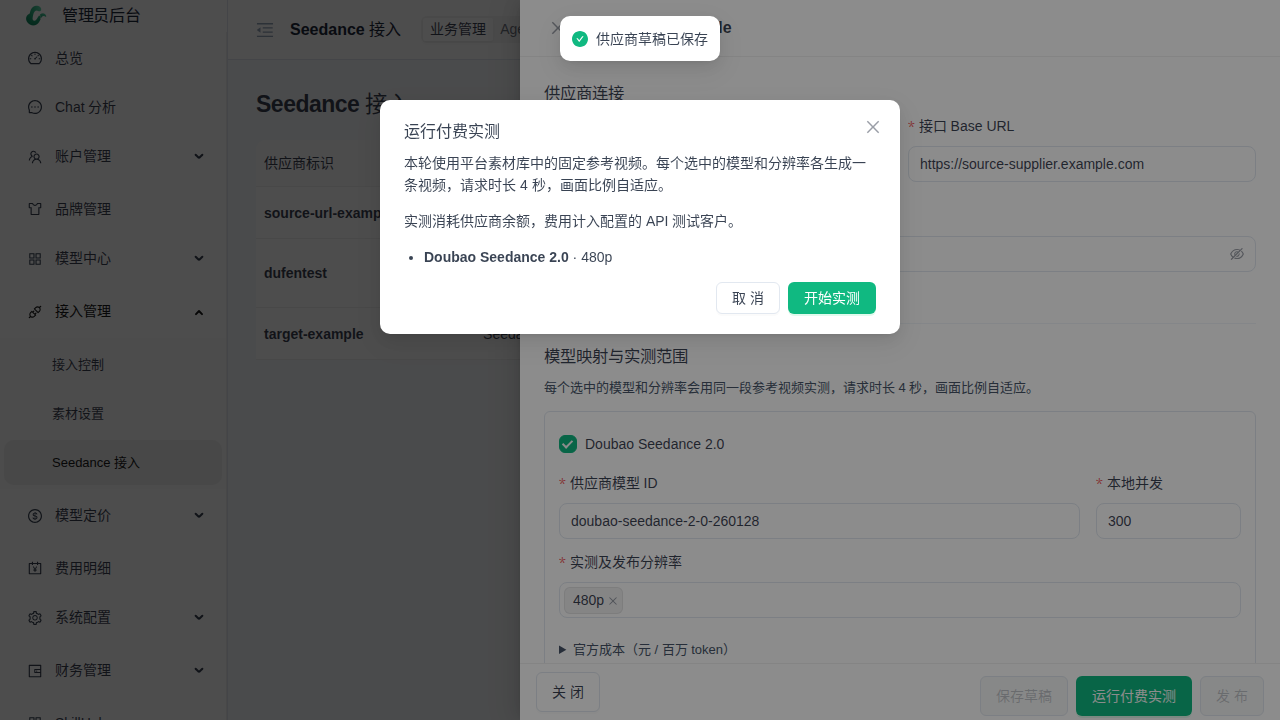 管理员后台
总览
Chat 分析
账户管理
品牌管理
模型中心
接入管理
接入控制
素材设置
Seedance 接入
模型定价
费用明细
系统配置
财务管理
Seedance 接入
业务管理
供应商草稿已保存
Seedance 接入
供应商标识
dufentest
target-example
供应商连接
* 接口 Base URL
https://source-supplier.example.com
运行付费实测
本轮使用平台素材库中的固定参考视频。每个选中的模型和分辨率各生成一
条视频，请求时长 4 秒，画面比例自适应。
实测消耗供应商余额，费用计入配置的 API 测试客户。
• Doubao Seedance 2.0 · 480p
取 消
开始实测
模型映射与实测范围
每个选中的模型和分辨率会用同一段参考视频实测，请求时长 4 秒，画面比例自适应。
Doubao Seedance 2.0
* 供应商模型 ID
* 本地并发
doubao-seedance-2-0-260128
300
* 实测及发布分辨率
480p
官方成本（元 / 百万 token）
关 闭
保存草稿
运行付费实测
发 布